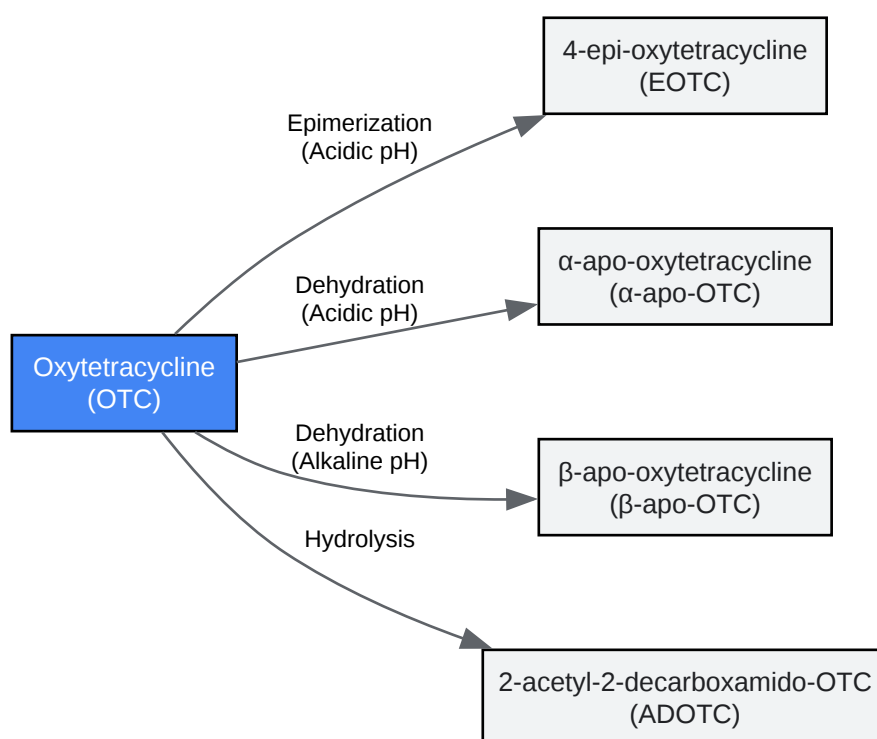 4-epi-oxytetracycline
(EOTC)
Epimerization
(Acidic pH)
α-apo-oxytetracycline
(α-apo-OTC)
Dehydration
(Acidic pH)
Oxytetracycline
(OTC)
Dehydration
(Alkaline pH)
β-apo-oxytetracycline
(β-apo-OTC)
Hydrolysis
2-acetyl-2-decarboxamido-OTC
(ADOTC)